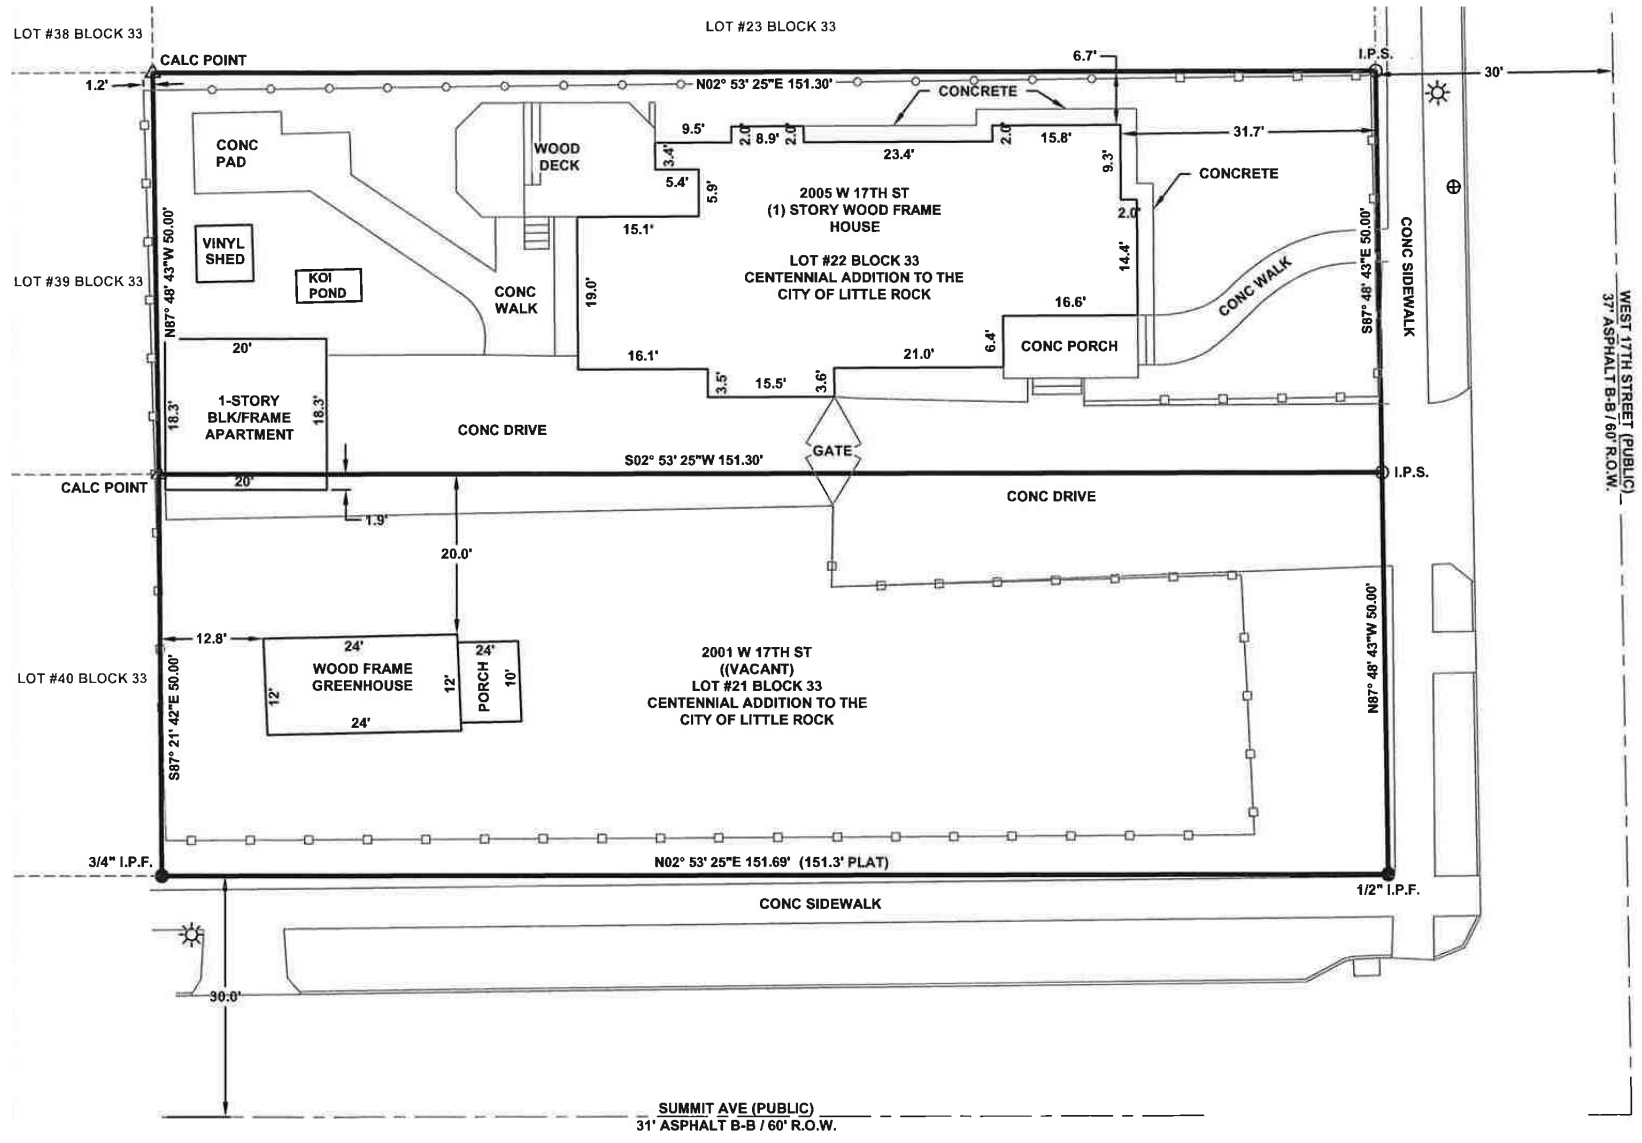 LOT #38 BLOCK 33
LOT #23 BLOCK 33
CALC POINT
I.P.S.
6.7'
30'
1.2'
N02° 53' 25"E 151.30'
CONCRETE
9.5'
2.0'
8.9'
2.0'
23.4'
2.0'
15.8'
31.7'
CONC
PAD
WOOD
DECK
3.4'
5.4'
5.9'
9.3'
CONCRETE
2005 W 17TH ST
(1) STORY WOOD FRAME
HOUSE
2.0'
15.1'
14.4'
LOT #22 BLOCK 33
CENTENNIAL ADDITION TO THE
CITY OF LITTLE ROCK
N87° 48' 43"W 50.00'
VINYL
SHED
KOI
POND
CONC
WALK
19.0'
16.6'
CONC WALK
S87° 48' 43"E 50.00'
CONC SIDEWALK
LOT #39 BLOCK 33
WEST 17TH STREET (PUBLIC)
37' ASPHALT B-B / 60' R.O.W.
20'
16.1'
21.0'
6.4'
CONC PORCH
3.5'
15.5'
3.6'
18.3'
1-STORY
BLK/FRAME
APARTMENT
18.3'
CONC DRIVE
GATE
S02° 53' 25"W 151.30'
I.P.S.
CALC POINT
20'
CONC DRIVE
1.9'
20.0'
12.8'
24'
WOOD FRAME
GREENHOUSE
12'
12'
24'
24'
PORCH
10'
2001 W 17TH ST
((VACANT)
LOT #21 BLOCK 33
CENTENNIAL ADDITION TO THE
CITY OF LITTLE ROCK
N87° 48' 43"W 50.00'
LOT #40 BLOCK 33
S87° 21' 42"E 50.00'
3/4" I.P.F.
N02° 53' 25"E 151.69' (151.3' PLAT)
1/2" I.P.F.
CONC SIDEWALK
30.0'
SUMMIT AVE (PUBLIC)
31' ASPHALT B-B / 60' R.O.W.